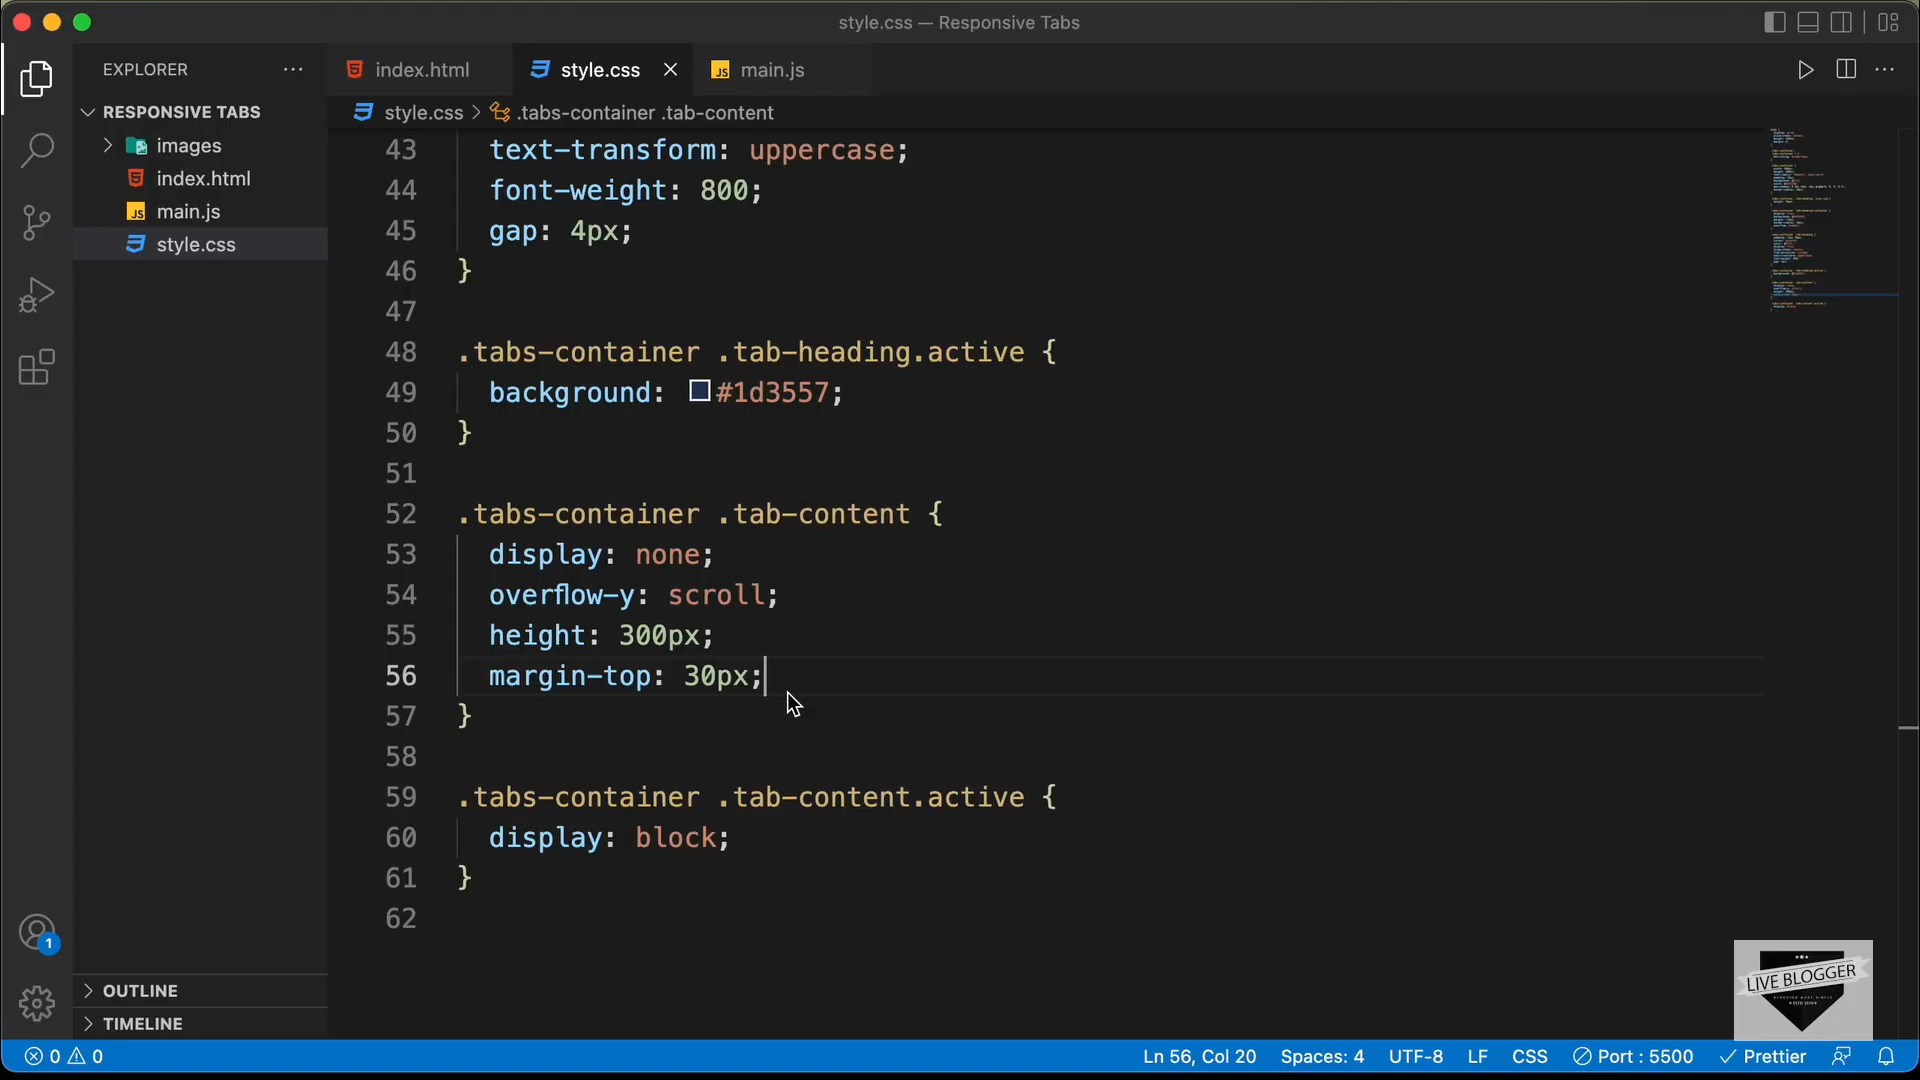 style.css — Responsive Tabs
EXPLORER
index.html
style.css
main.js
RESPONSIVE TABS
style.css > .tabs-container .tab-content
images
index.html
main.js
style.css
43 text-transform: uppercase;
44 font-weight: 800;
45 gap: 4px;
46 }
47
48 .tabs-container .tab-heading.active {
49 background: #1d3557;
50 }
51
52 .tabs-container .tab-content {
53 display: none;
54 overflow-y: scroll;
55 height: 300px;
56 margin-top: 30px;
57 }
58
59 .tabs-container .tab-content.active {
60 display: block;
61 }
62
1
OUTLINE
TIMELINE
LIVE BLOGGER
0 0
Ln 56, Col 20
Spaces: 4
UTF-8
LF
CSS
Port : 5500
Prettier